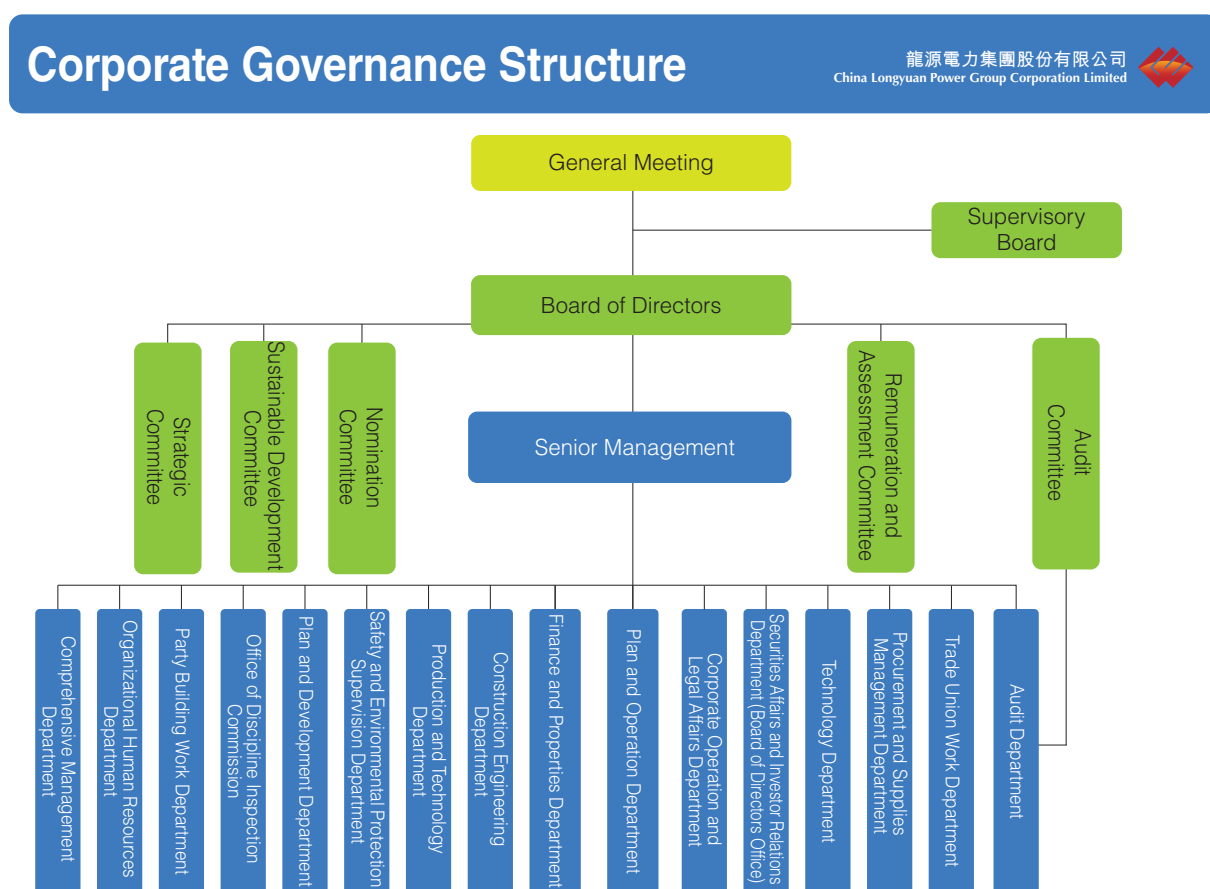 Corporate Governance Structure
龍源電力集團股份有限公司
China Longyuan Power Group Corporation Limited
General Meeting
Supervisory
Board
Board of Directors
Strategic
Committee
Sustainable Development
Committee
Nomination
Committee
Remuneration and
Assessment Committee
Audit
Committee
Senior Management
Comprehensive Management
Department
Organizational Human Resources
Department
Party Building Work Department
Office of Discipline Inspection
Commission
Plan and Development Department
Safety and Environmental Protection
Supervision Department
Production and Technology
Department
Construction Engineering
Department
Finance and Properties Department
Plan and Operation Department
Corporate Operation and
Legal Affairs Department
Securities Affairs and Investor Relations
Department (Board of Directors Office)
Technology Department
Procurement and Supplies
Management Department
Trade Union Work Department
Audit Department